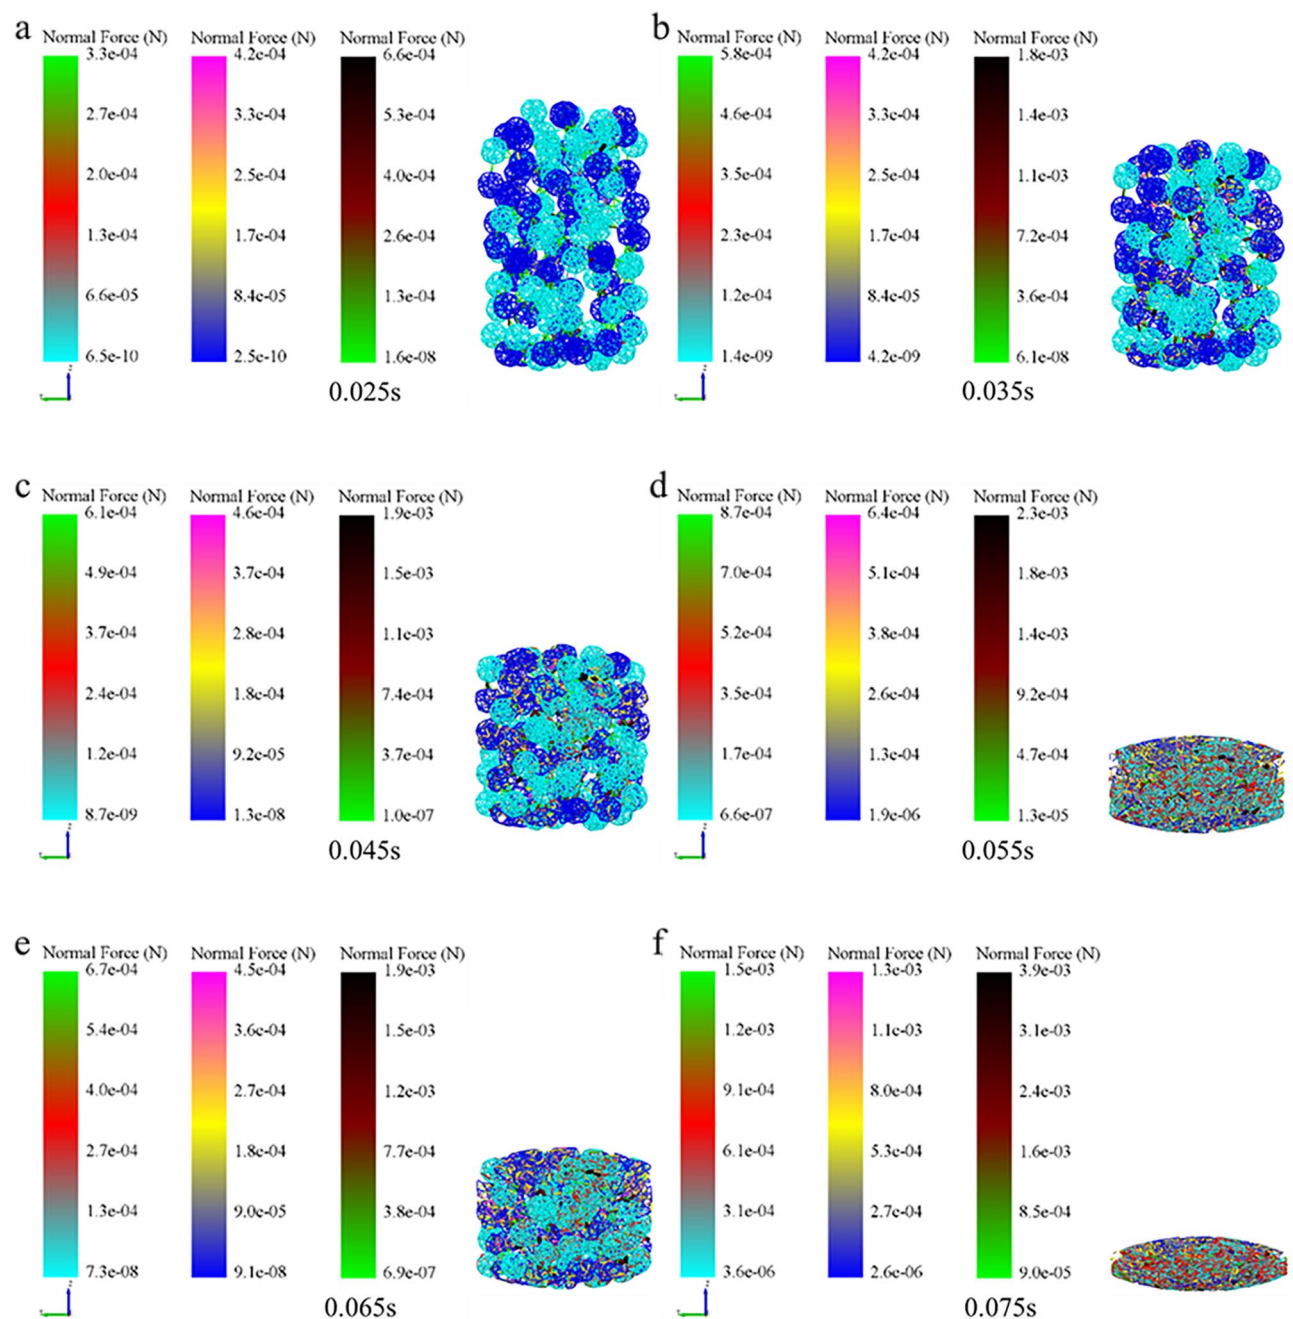 a
Normal Force (N) Normal Force (N) Normal Force (N)
3.3e-04 4.2e-04 6.6e-04
2.7e-04 3.3e-04 5.3e-04
2.0e-04 2.5e-04 4.0e-04
1.3e-04 1.7e-04 2.6e-04
6.6e-05 8.4e-05 1.3e-04
6.5e-10 2.5e-10 1.6e-08
0.025s
b
Normal Force (N) Normal Force (N) Normal Force (N)
5.8e-04 4.2e-04 1.8e-03
4.6e-04 3.3e-04 1.4e-03
3.5e-04 2.5e-04 1.1e-03
2.3e-04 1.7e-04 7.2e-04
1.2e-04 8.4e-05 3.6e-04
1.4e-09 4.2e-09 6.1e-08
0.035s
c
Normal Force (N) Normal Force (N) Normal Force (N)
6.1e-04 4.6e-04 1.9e-03
4.9e-04 3.7e-04 1.5e-03
3.7e-04 2.8e-04 1.1e-03
2.4e-04 1.8e-04 7.4e-04
1.2e-04 9.2e-05 3.7e-04
8.7e-09 1.3e-08 1.0e-07
0.045s
d
Normal Force (N) Normal Force (N) Normal Force (N)
8.7e-04 6.4e-04 2.3e-03
7.0e-04 5.1e-04 1.8e-03
5.2e-04 3.8e-04 1.4e-03
3.5e-04 2.6e-04 9.2e-04
1.7e-04 1.3e-04 4.7e-04
6.6e-07 1.9e-06 1.3e-05
0.055s
e
Normal Force (N) Normal Force (N) Normal Force (N)
6.7e-04 4.5e-04 1.9e-03
5.4e-04 3.6e-04 1.5e-03
4.0e-04 2.7e-04 1.2e-03
2.7e-04 1.8e-04 7.7e-04
1.3e-04 9.0e-05 3.8e-04
7.3e-08 9.1e-08 6.9e-07
0.065s
f
Normal Force (N) Normal Force (N) Normal Force (N)
1.5e-03 1.3e-03 3.9e-03
1.2e-03 1.1e-03 3.1e-03
9.1e-04 8.0e-04 2.4e-03
6.1e-04 5.3e-04 1.6e-03
3.1e-04 2.7e-04 8.5e-04
3.6e-06 2.6e-06 9.0e-05
0.075s